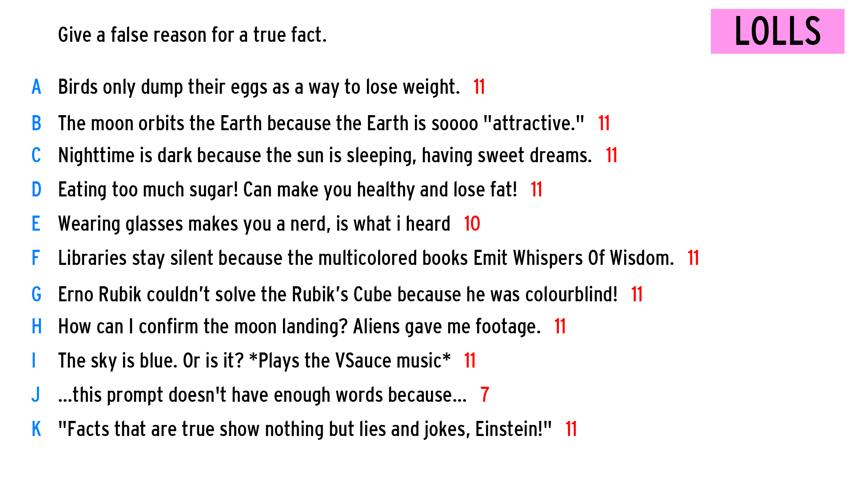 Give a false reason for a true fact.
LOLLS
A Birds only dump their eggs as a way to lose weight. 11
B The moon orbits the Earth because the Earth is soooo "attractive." 11
C Nighttime is dark because the sun is sleeping, having sweet dreams. 11
D Eating too much sugar! Can make you healthy and lose fat! 11
E Wearing glasses makes you a nerd, is what i heard 10
F Libraries stay silent because the multicolored books Emit Whispers Of Wisdom. 11
G Erno Rubik couldn’t solve the Rubik’s Cube because he was colourblind! 11
H How can I confirm the moon landing? Aliens gave me footage. 11
I The sky is blue. Or is it? *Plays the VSauce music* 11
J ...this prompt doesn't have enough words because... 7
K "Facts that are true show nothing but lies and jokes, Einstein!" 11